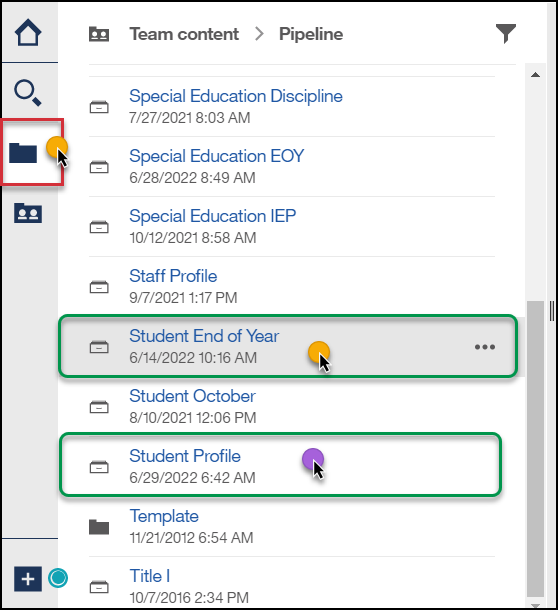 Team content > Pipeline
Special Education Discipline
7/27/2021 8:03 AM
Special Education EOY
6/28/2022 8:49 AM
Special Education IEP
10/12/2021 8:58 AM
Staff Profile
9/7/2021 1:17 PM
Student End of Year
6/14/2022 10:16 AM
Student October
8/10/2021 12:06 PM
Student Profile
6/29/2022 6:42 AM
Template
11/21/2012 6:54 AM
Title I
10/7/2016 2:34 PM